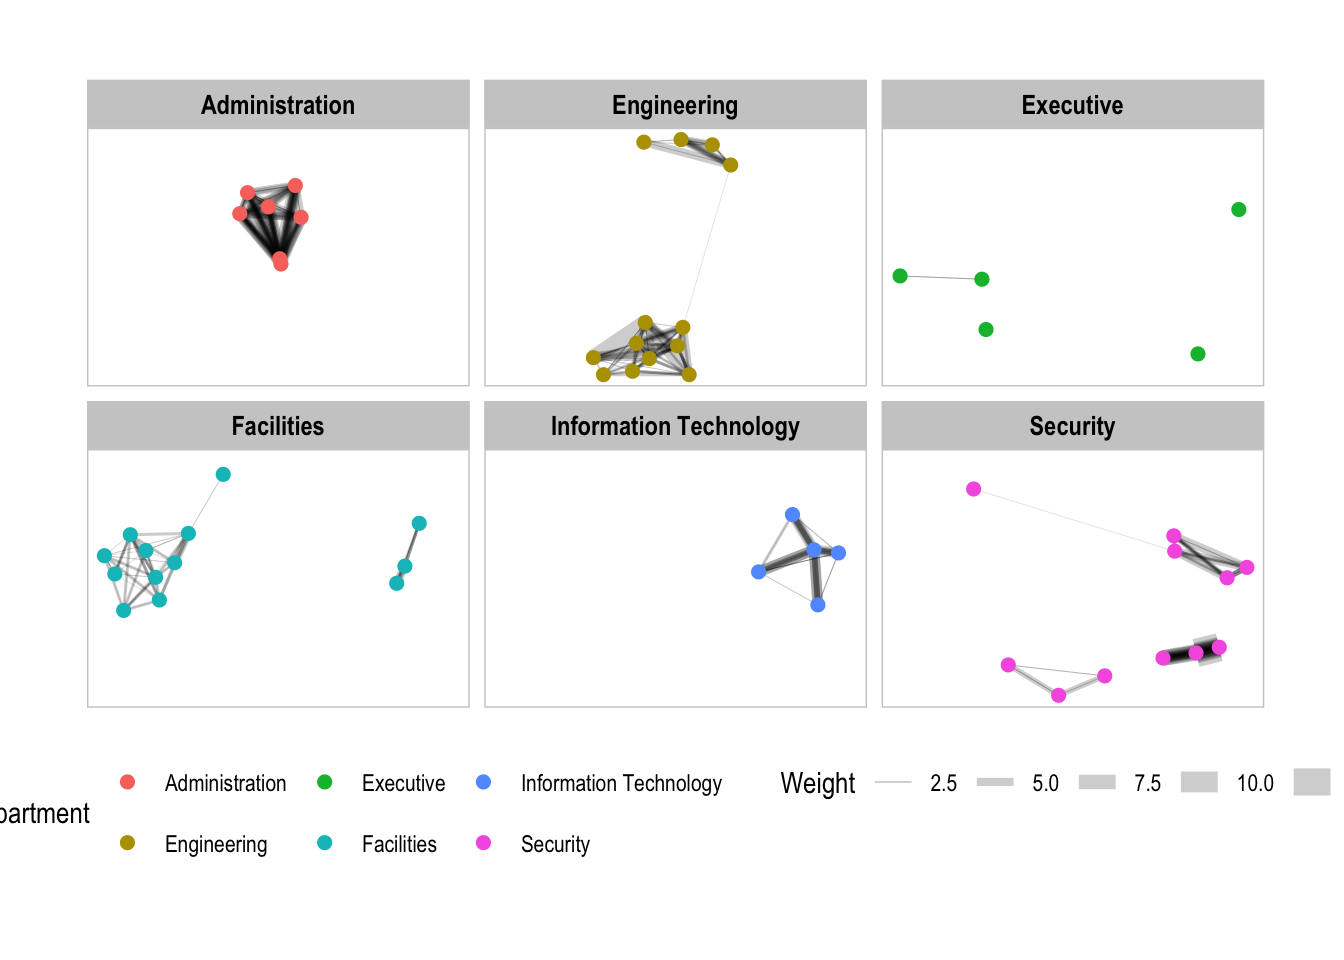 Administration Engineering Executive
Facilities Information Technology Security
Administration Executive Information Technology Weight 2.5 5.0 7.5 10.0
partment
Engineering Facilities Security